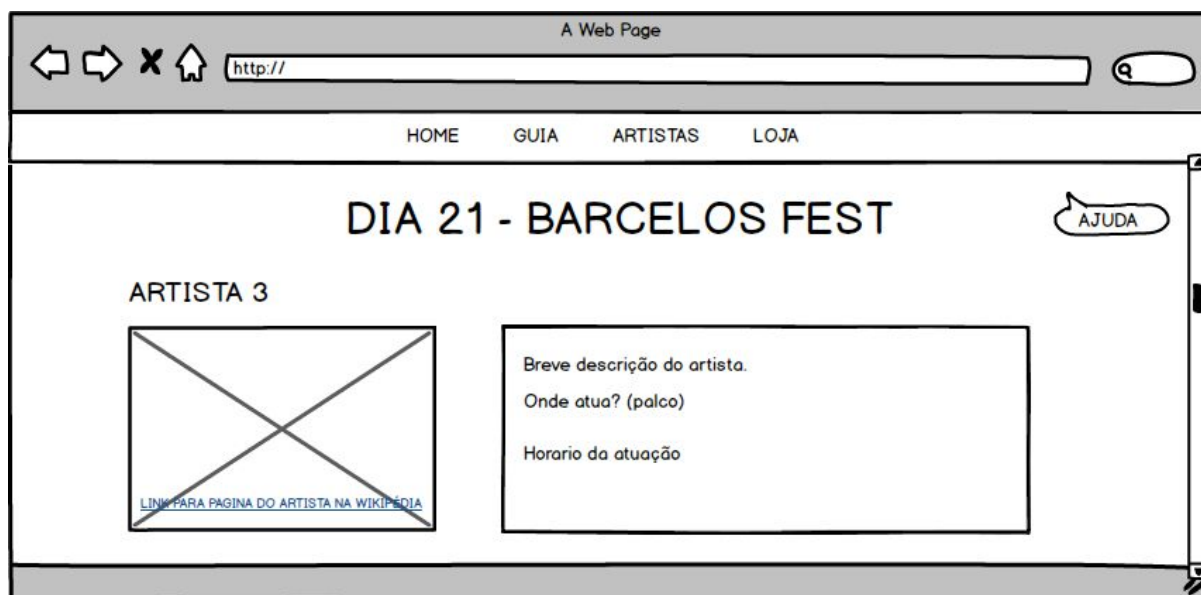 A Web Page
http://
HOME GUIA ARTISTAS LOJA
DIA 21 - BARCELOS FEST
AJUDA
ARTISTA 3
LINK PARA PAGINA DO ARTISTA NA WIKIPÉDIA
Breve descrição do artista.
Onde atua? (palco)
Horario da atuação